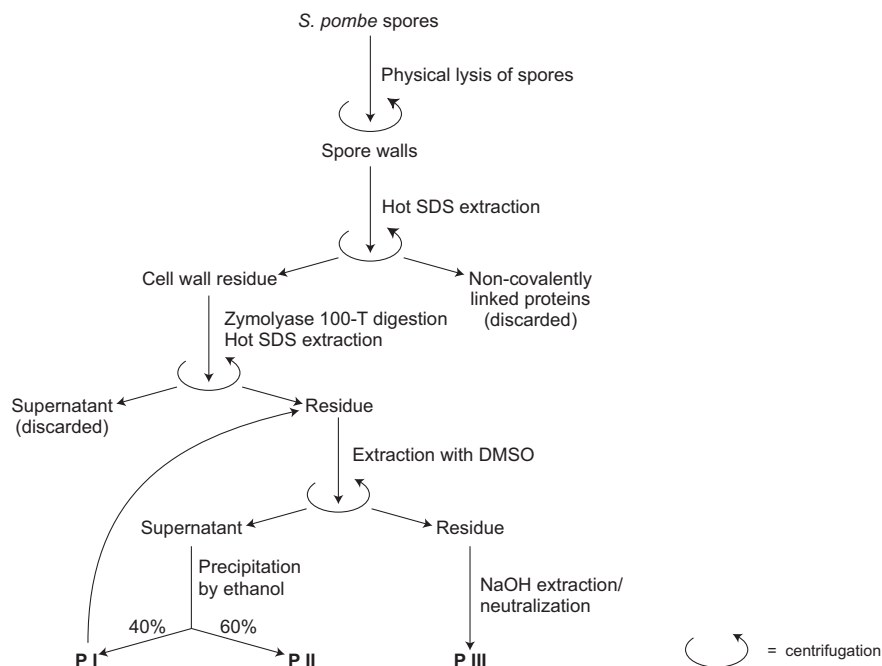 S. pombe spores
Physical lysis of spores
Spore walls
Hot SDS extraction
Cell wall residue
Non-covalently
linked proteins
(discarded)
Zymolyase 100-T digestion
Hot SDS extraction
Supernatant
(discarded)
Residue
Extraction with DMSO
Supernatant
Residue
Precipitation
by ethanol
NaOH extraction/
neutralization
40%
60%
P I
P II
P III
= centrifugation